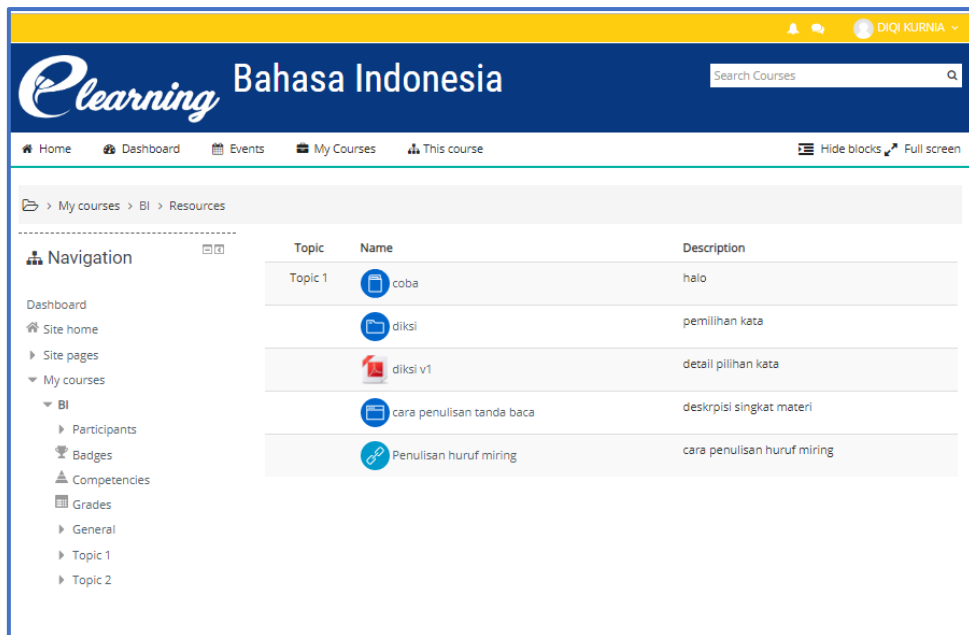 DIQI KURNIA
elearning Bahasa Indonesia
Search Courses
Home Dashboard Events My Courses This course Hide blocks Full screen
> My courses > BI > Resources
Navigation
Dashboard
Site home
Site pages
My courses
BI
Participants
Badges
Competencies
Grades
General
Topic 1
Topic 2
Topic Name Description
Topic 1 coba halo
diksi pemilihan kata
diksi v1 detail pilihan kata
cara penulisan tanda baca deskrpisi singkat materi
Penulisan huruf miring cara penulisan huruf miring